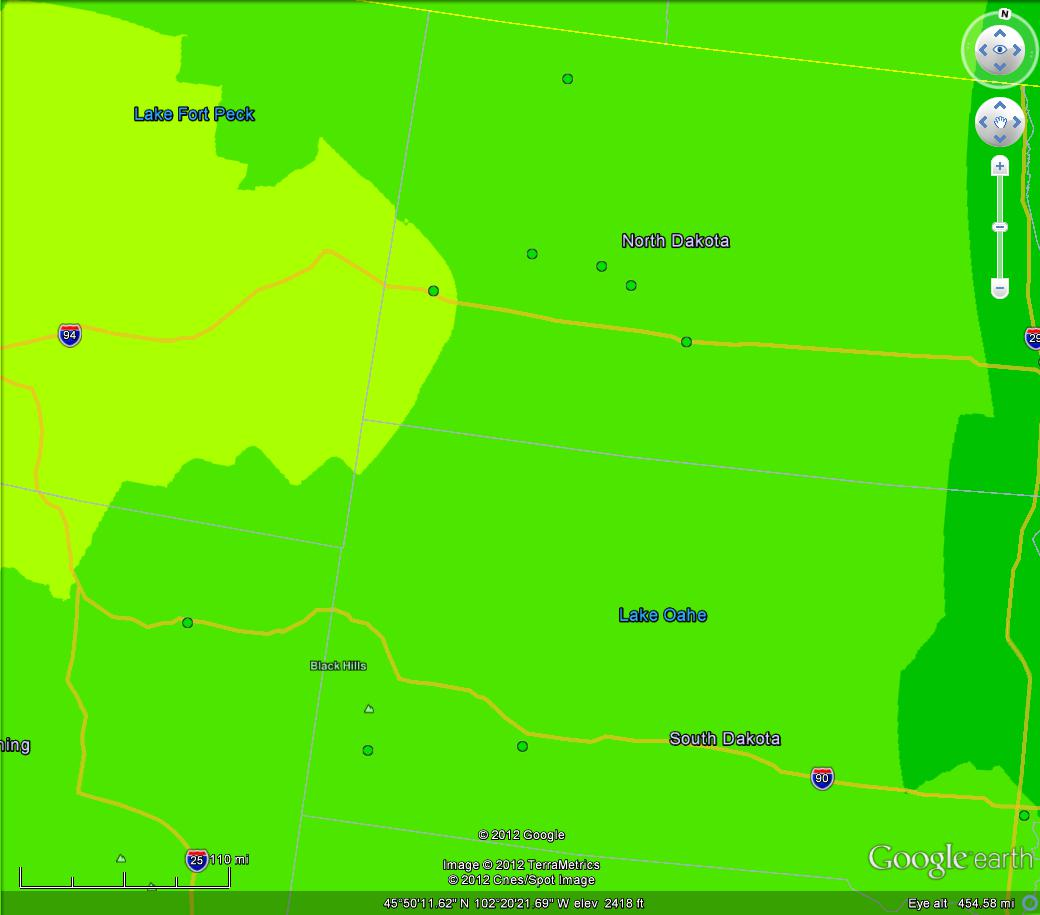 N
Lake Fort Peck
North Dakota
94
29
Lake Oahe
Black Hills
ning
South Dakota
90
© 2012 Google
25
110 mi
Image © 2012 TerraMetrics
© 2012 Cnes/Spot Image
Google earth
45°50'11.62" N 102°20'21.69" W elev 2418 ft
Eye alt 454.58 mi